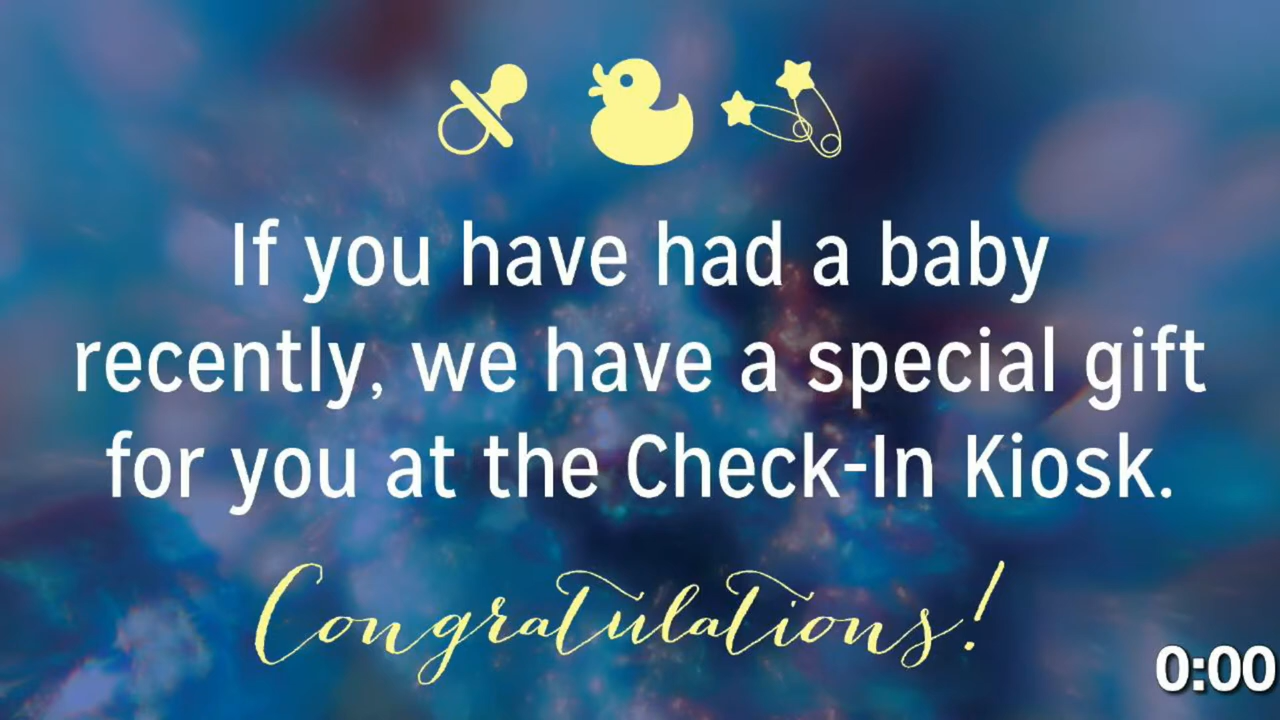 If you have had a baby
recently, we have a special gift
for you at the Check-In Kiosk.
Congratulations!
0:00